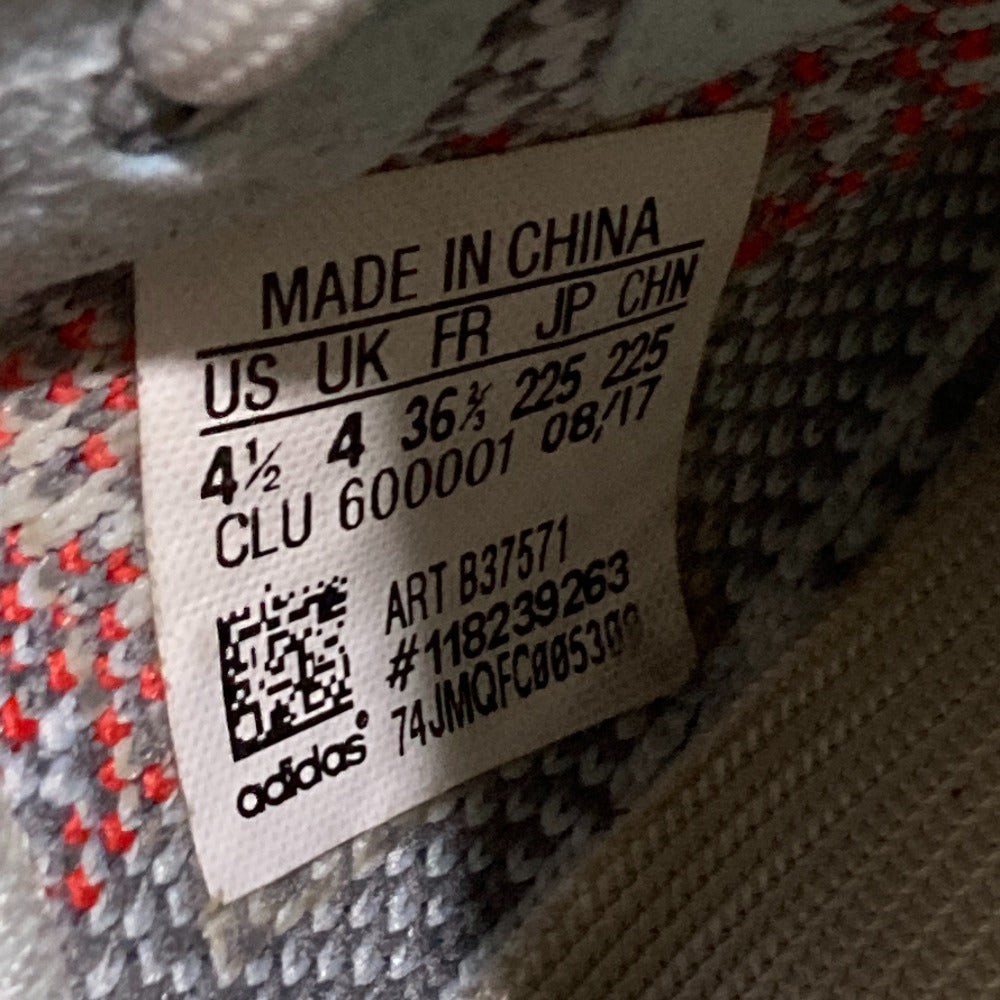 MADE IN CHINA
US UK FR JP CHN
4½ 4 36⅔ 225 225
CLU 600001 08/17
ART B37571
#118239263
adidas®